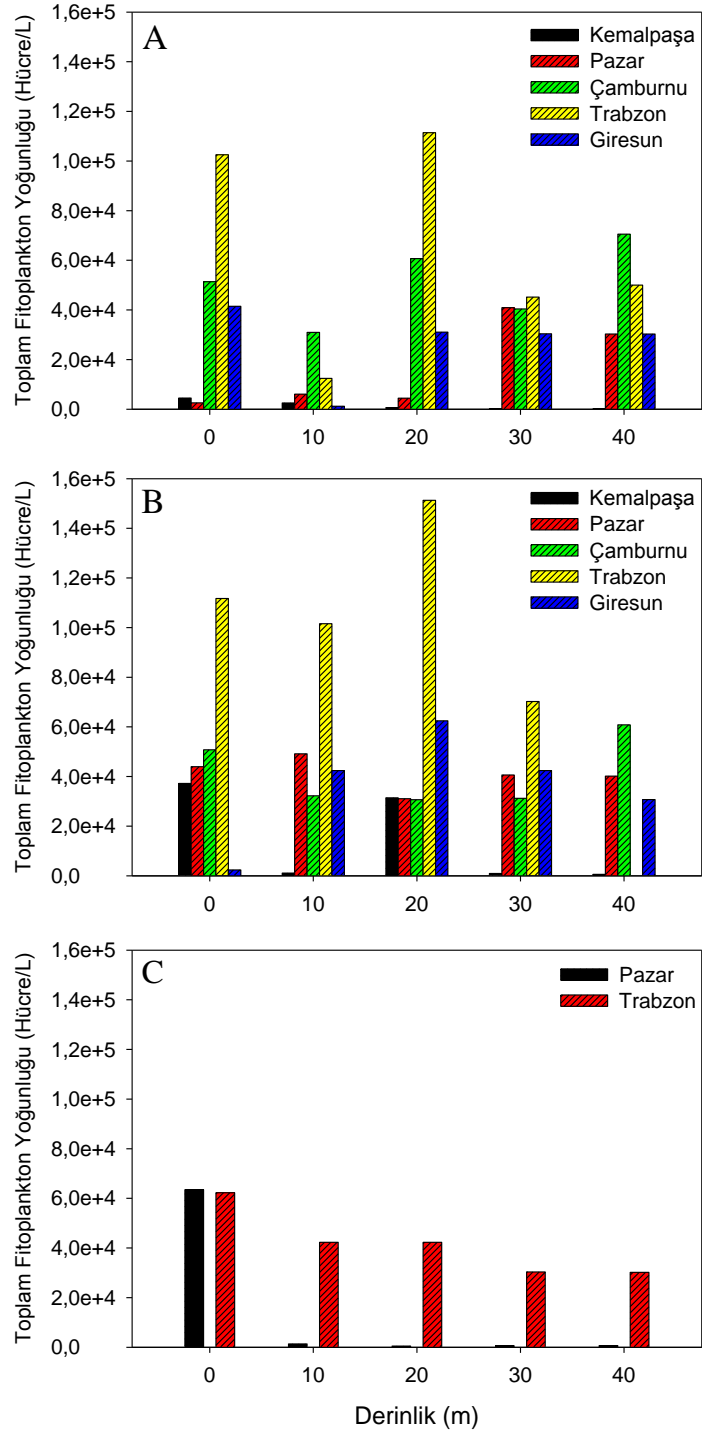 A
Toplam Fitoplankton Yoğunluğu (Hücre/L)
1,6e+5
1,4e+5
1,2e+5
1,0e+5
8,0e+4
6,0e+4
4,0e+4
2,0e+4
0,0
Kemalpaşa
Pazar
Çamburnu
Trabzon
Giresun
0 10 20 30 40
B
Toplam Fitoplankton Yoğunluğu (Hücre/L)
1,6e+5
1,4e+5
1,2e+5
1,0e+5
8,0e+4
6,0e+4
4,0e+4
2,0e+4
0,0
Kemalpaşa
Pazar
Çamburnu
Trabzon
Giresun
0 10 20 30 40
C
Toplam Fitoplankton Yoğunluğu (Hücre/L)
1,6e+5
1,4e+5
1,2e+5
1,0e+5
8,0e+4
6,0e+4
4,0e+4
2,0e+4
0,0
Pazar
Trabzon
0 10 20 30 40
Derinlik (m)